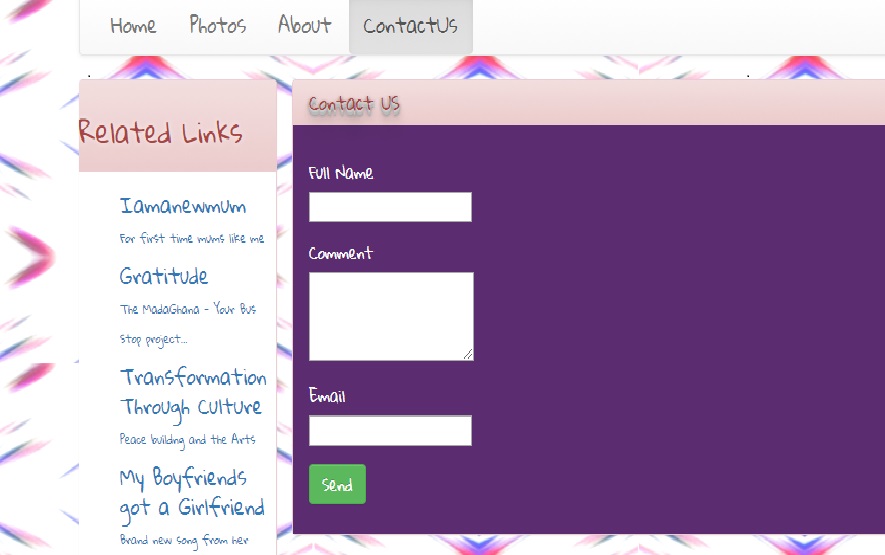 Home Photos About ContactUs
Related Links
Iamanewmum
For first time mums like me
Gratitude
The MadaGhana - Your Bus
Stop project...
Transformation
Through Culture
Peace building and the Arts
My Boyfriends
got a Girlfriend
Brand new song from her
Contact US
Full Name
Comment
Email
Send